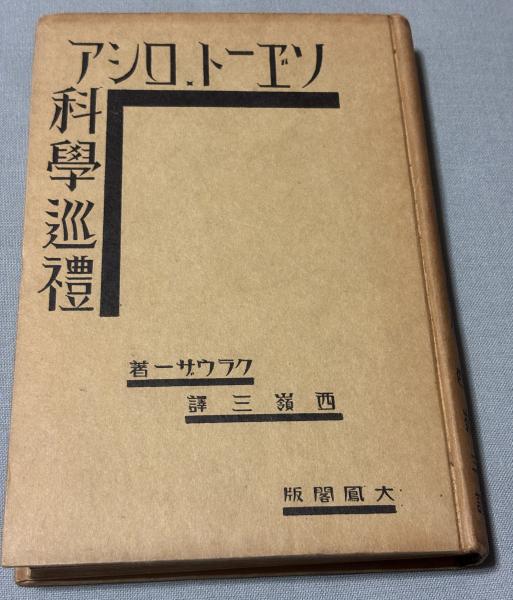 ソヹート、ロシア
科學巡禮
クラウザー著
西嶺三譯
大鳳閣版